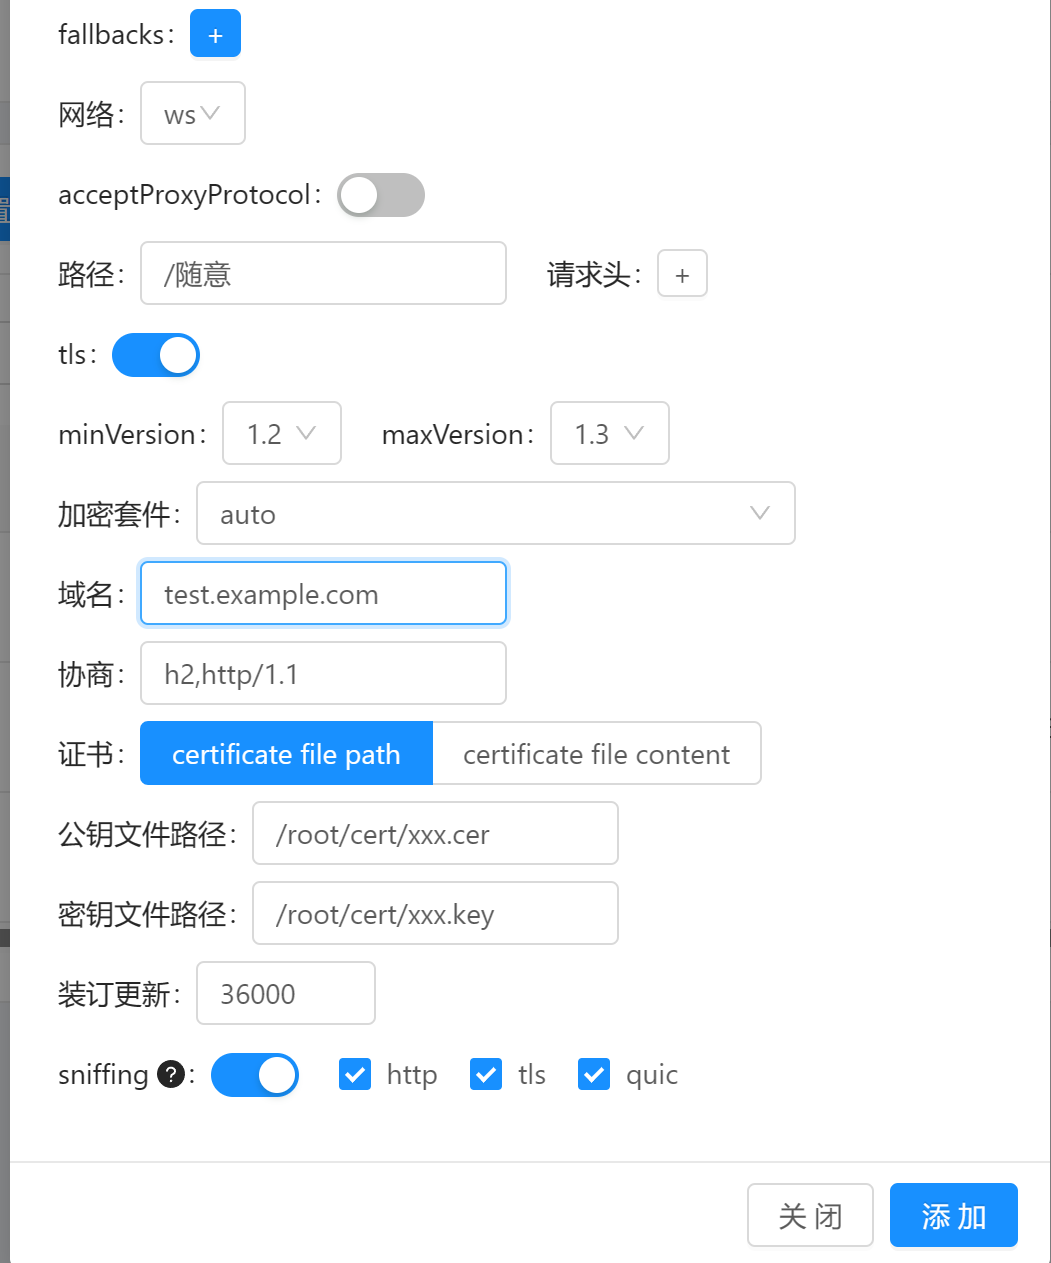 fallbacks: +
网络: ws
acceptProxyProtocol:
路径: /随意 请求头: +
tls:
minVersion: 1.2 maxVersion: 1.3
加密套件: auto
域名: test.example.com
协商: h2,http/1.1
证书: certificate file path certificate file content
公钥文件路径: /root/cert/xxx.cer
密钥文件路径: /root/cert/xxx.key
装订更新: 36000
sniffing ?: http tls quic
关 闭 添 加